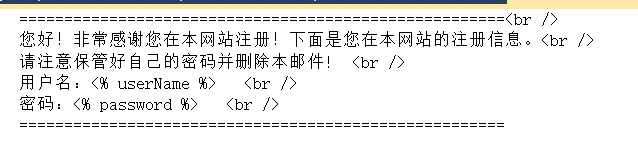 ==================================================<br />
您好！非常感谢您在本网站注册！下面是您在本网站的注册信息。<br />
请注意保管好自己的密码并删除本邮件！ <br />
用户名：<% userName %>   <br />
密码：<% password %>   <br />
==================================================